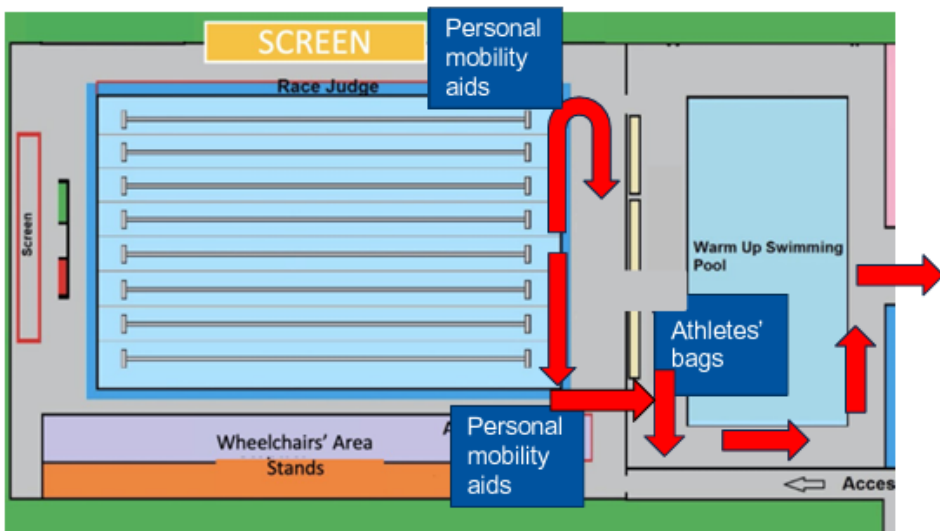 SCREEN
Personal
mobility
aids
Race Judge
Screen
Warm Up Swimming
Pool
Athletes'
bags
Wheelchairs' Area
Stands
Personal
mobility
aids